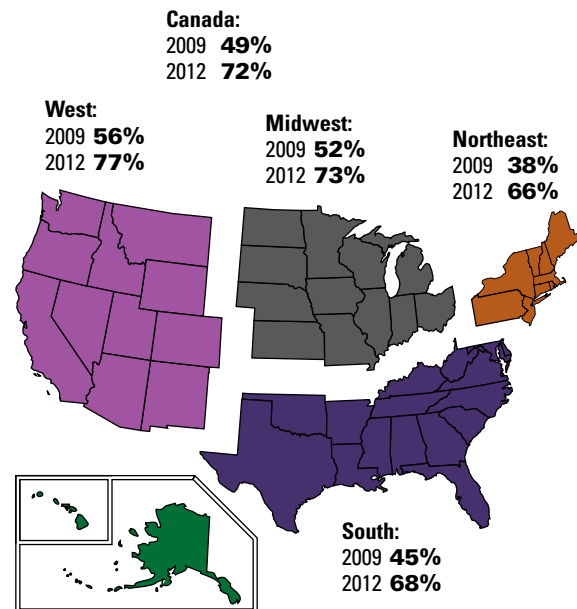 Canada:
2009 49%
2012 72%
West:
2009 56%
2012 77%
Midwest:
2009 52%
2012 73%
Northeast:
2009 38%
2012 66%
South:
2009 45%
2012 68%